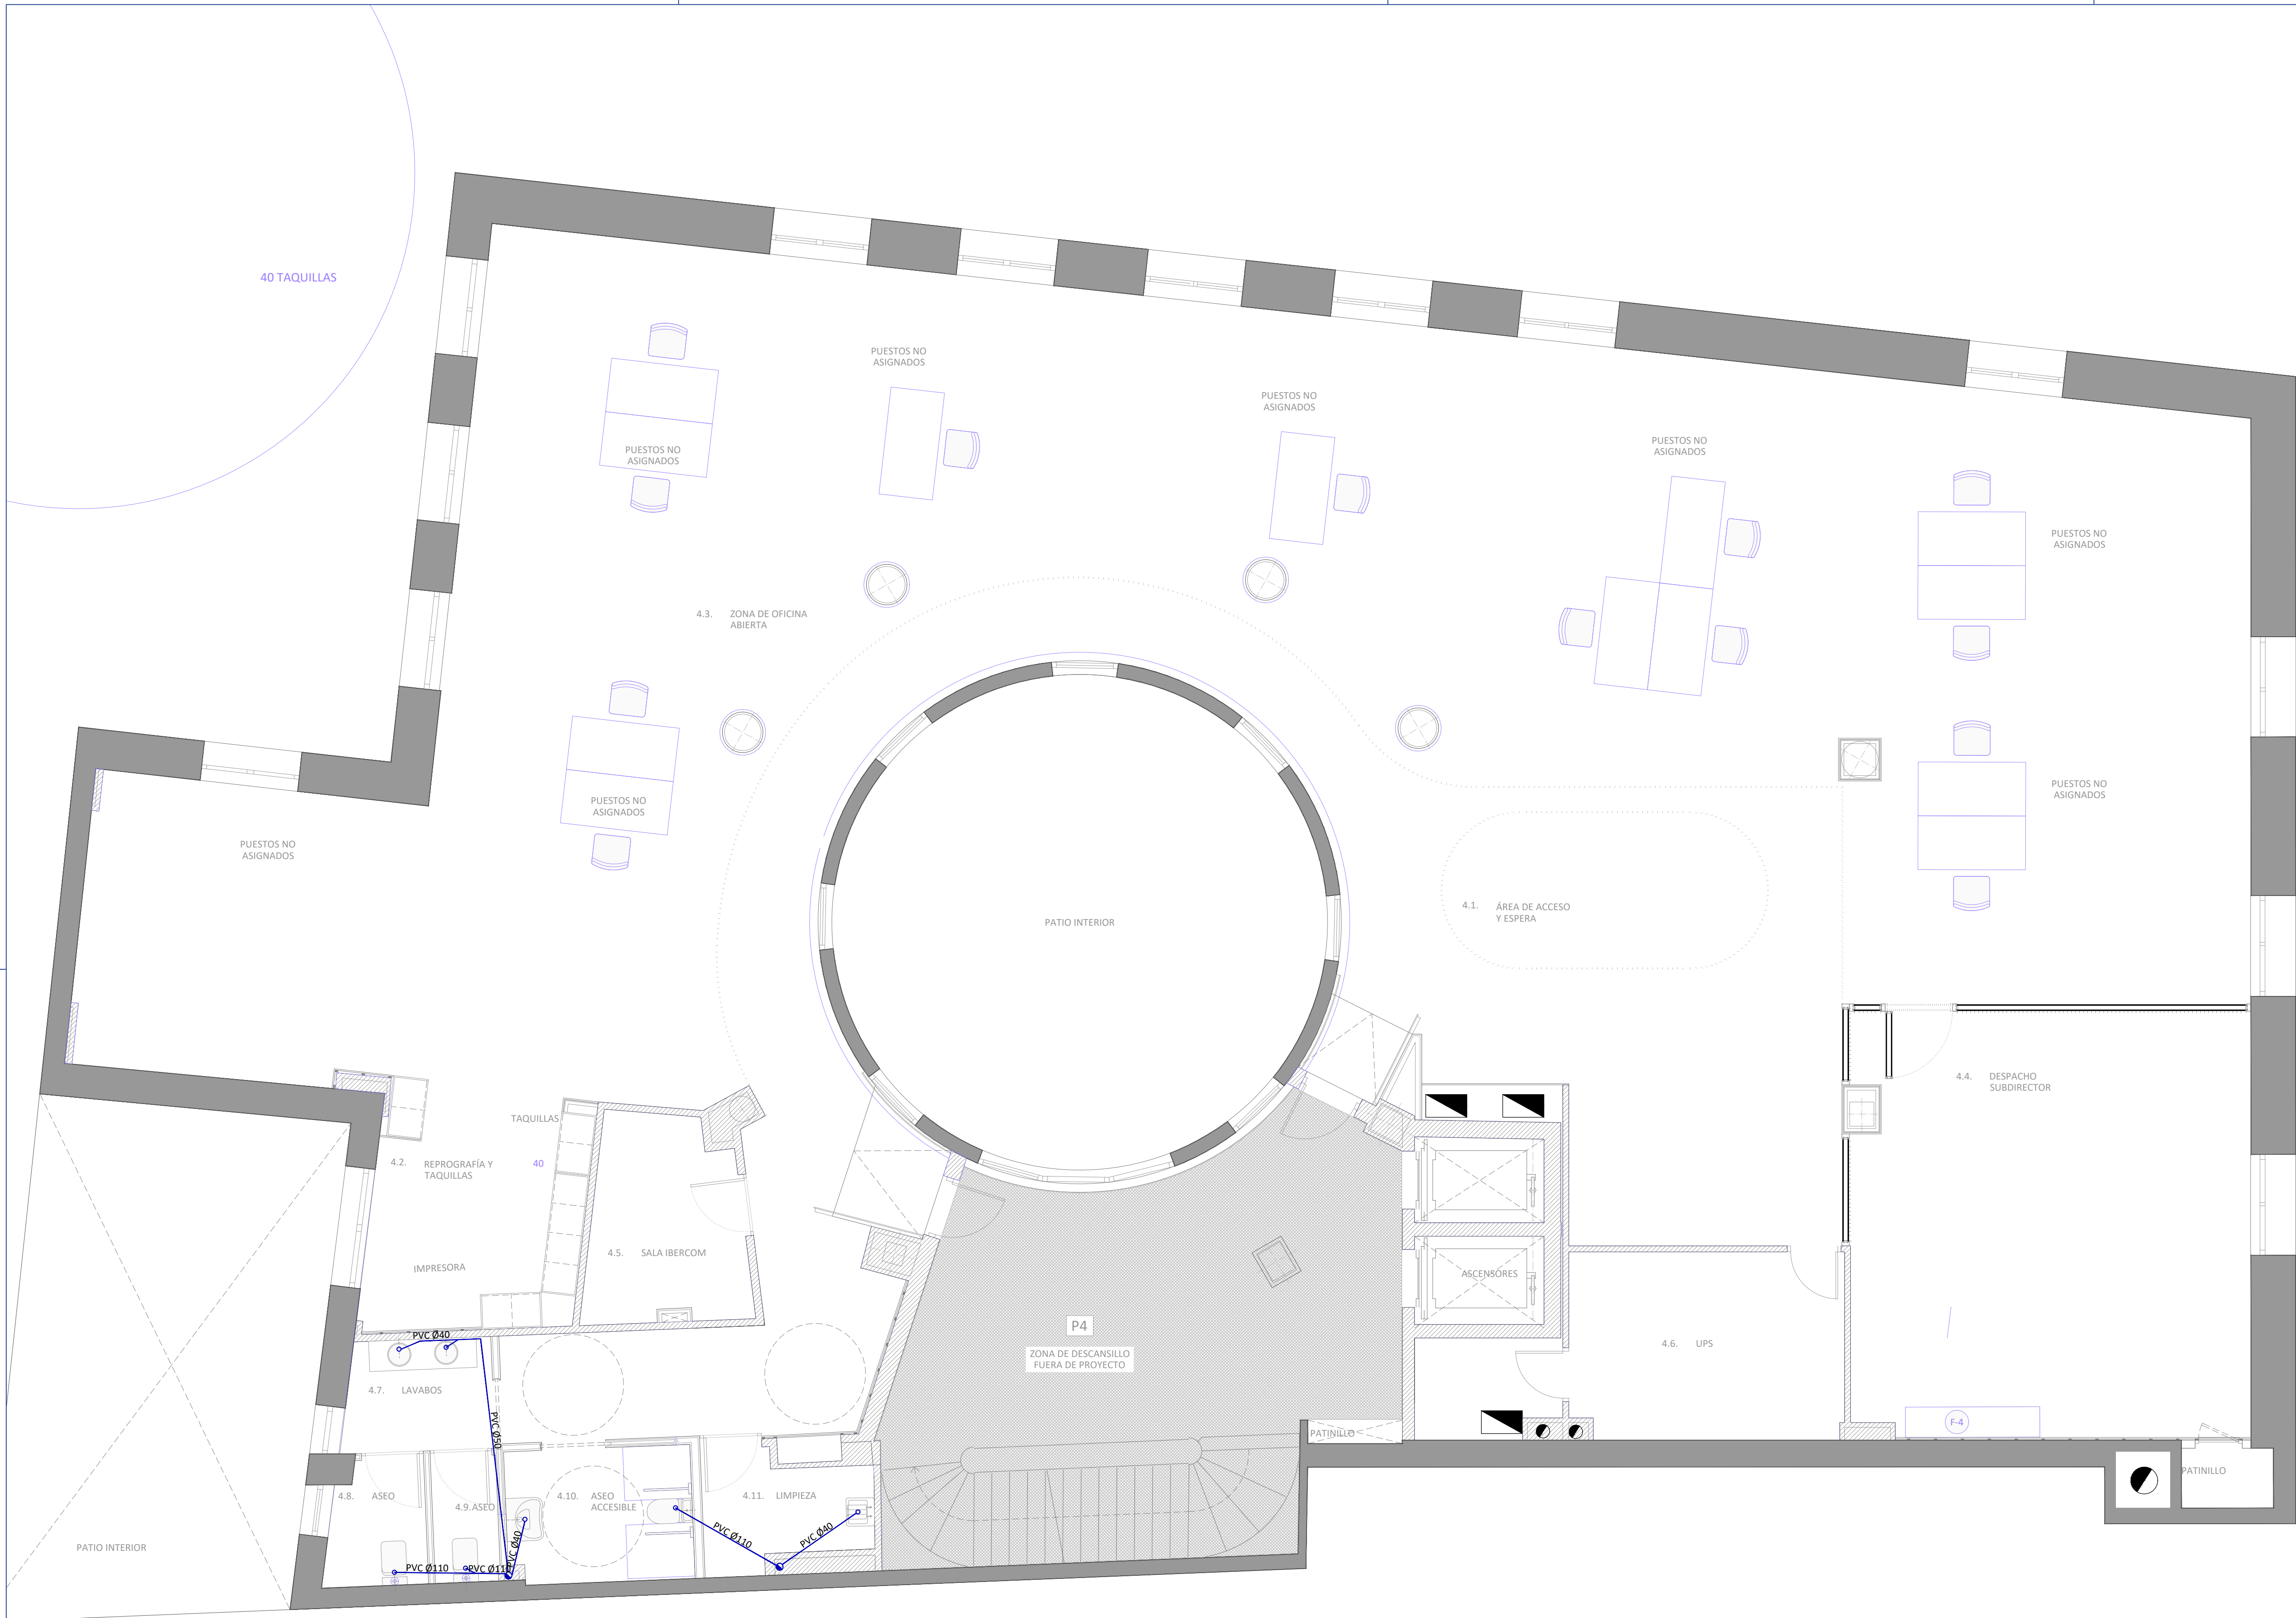 40 TAQUILLAS
PUESTOS NO
ASIGNADOS
PUESTOS NO
ASIGNADOS
PUESTOS NO
ASIGNADOS
PUESTOS NO
ASIGNADOS
PUESTOS NO
ASIGNADOS
4.3. ZONA DE OFICINA
ABIERTA
PUESTOS NO
ASIGNADOS
PUESTOS NO
ASIGNADOS
PUESTOS NO
ASIGNADOS
4.1. ÁREA DE ACCESO
Y ESPERA
PATIO INTERIOR
4.4. DESPACHO
SUBDIRECTOR
TAQUILLAS
4.2. REPROGRAFÍA Y
TAQUILLAS
40
4.5. SALA IBERCOM
IMPRESORA
ASCENSORES
P4
ZONA DE DESCANSILLO
FUERA DE PROYECTO
PVC Ø40
4.6. UPS
4.7. LAVABOS
PVC Ø50
F-4
PATINILLO
PATINILLO
4.8. ASEO
4.9. ASEO
4.10. ASEO
ACCESIBLE
4.11. LIMPIEZA
PVC Ø40
PVC Ø110
PVC Ø40
PATIO INTERIOR
PVC Ø110
PVC Ø110